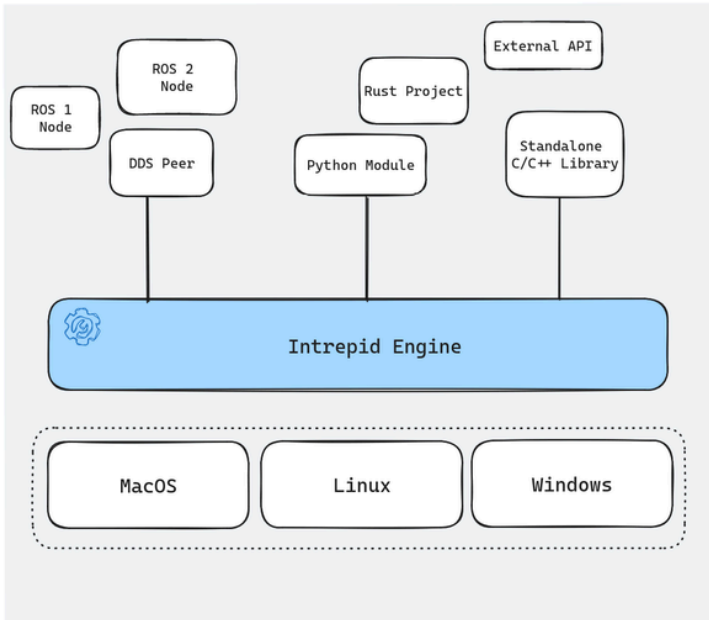 External API
ROS 2
Node
Rust Project
ROS 1
Node
Standalone
C/C++ Library
DDS Peer
Python Module
Intrepid Engine
MacOS
Linux
Windows